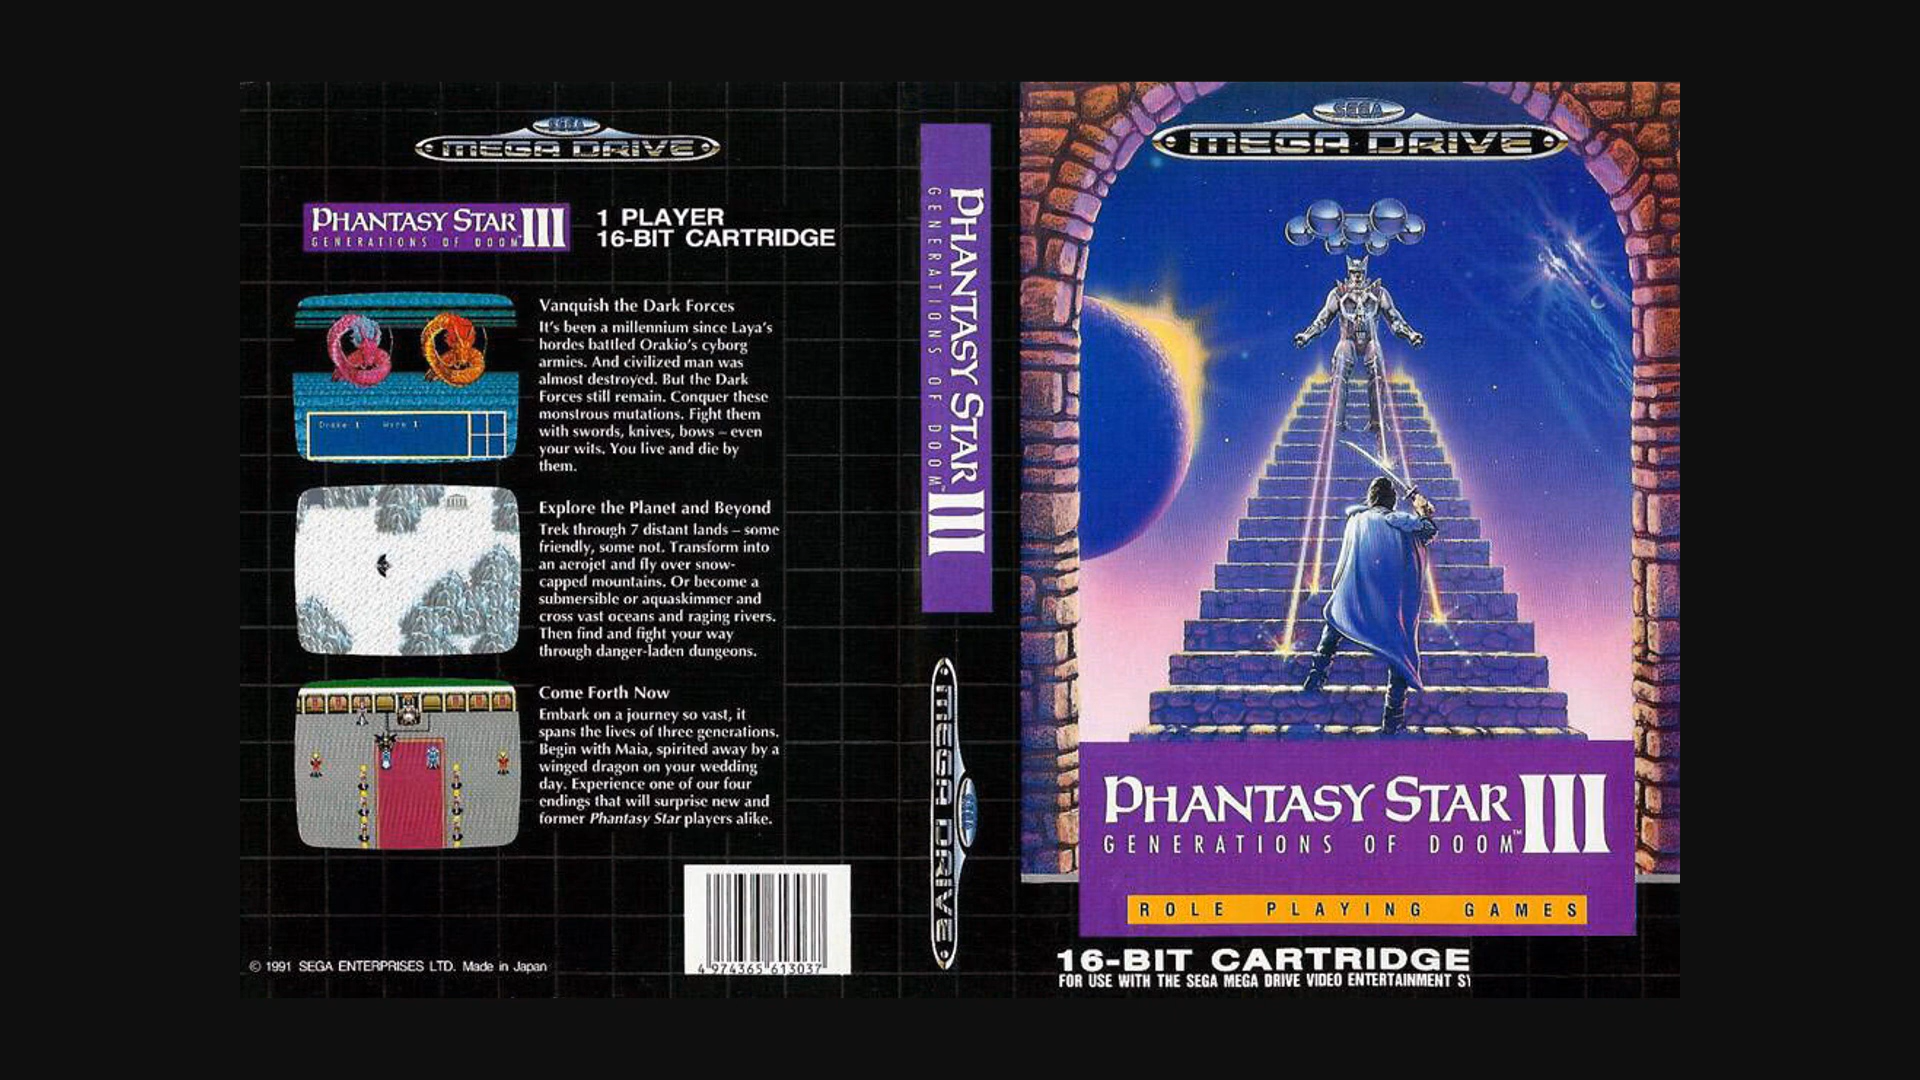 SEGA
MEGA DRIVE
PHANTASY STAR III
GENERATIONS OF DOOM
1 PLAYER
16-BIT CARTRIDGE
Vanquish the Dark Forces
It's been a millennium since Laya's
hordes battled Orakio's cyborg
armies. And civilized man was
almost destroyed. But the Dark
Forces still remain. Conquer these
monstrous mutations. Fight them
with swords, knives, bows – even
your wits. You live and die by
them.
Explore the Planet and Beyond
Trek through 7 distant lands – some
friendly, some not. Transform into
an aerojet and fly over snow-
capped mountains. Or become a
submersible or aquaskimmer and
cross vast oceans and raging rivers.
Then find and fight your way
through danger-laden dungeons.
Come Forth Now
Embark on a journey so vast, it
spans the lives of three generations.
Begin with Maia, spirited away by a
winged dragon on your wedding
day. Experience one of our four
endings that will surprise new and
former Phantasy Star players alike.
4 974365 613037
© 1991 SEGA ENTERPRISES LTD. Made in Japan
PHANTASY STAR III
GENERATIONS OF DOOM™
SEGA
MEGA DRIVE
SEGA
MEGA DRIVE
PHANTASY STAR III
GENERATIONS OF DOOM™
ROLE PLAYING GAMES
16-BIT CARTRIDGE
FOR USE WITH THE SEGA MEGA DRIVE VIDEO ENTERTAINMENT